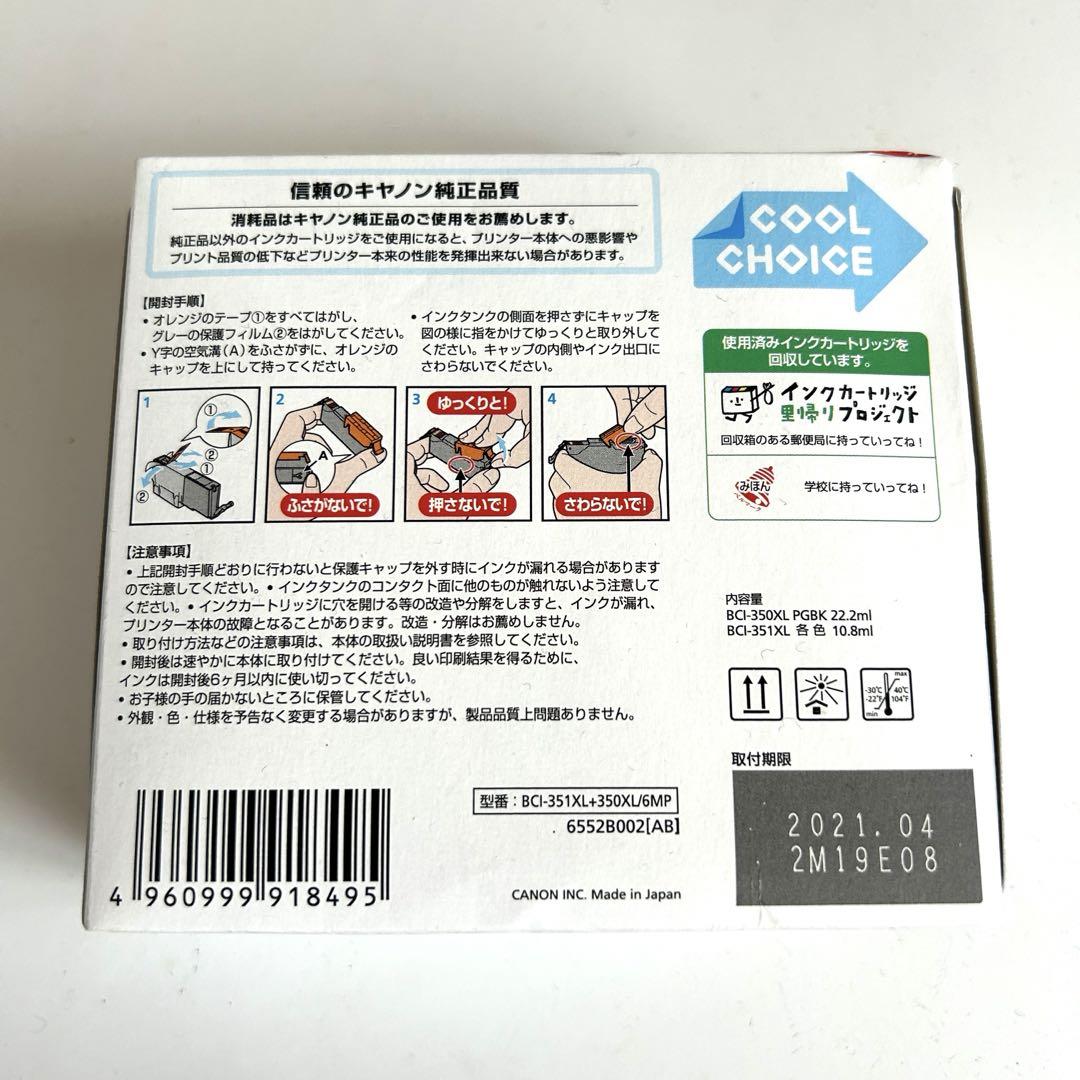 信頼のキヤノン純正品質
消耗品はキヤノン純正品のご使用をお薦めします。
純正品以外のインクカートリッジをご使用になると、プリンター本体への悪影響や
プリント品質の低下などプリンター本来の性能を発揮出来ない場合があります。
COOL
CHOICE
【開封手順】
• オレンジのテープ①をすべてはがし、
グレーの保護フィルム②をはがしてください。
• Y字の空気溝(A)をふさがずに、オレンジの
キャップを上にして持ってください。
• インクタンクの側面を押さずにキャップを
図の様に指をかけてゆっくりと取り外して
ください。キャップの内側やインク出口に
さわらないでください。
1
①
②
①
②
2
A
ふさがないで!
3
ゆっくりと!
押さないで!
4
さわらないで!
使用済みインクカートリッジを
回収しています。
インクカートリッジ
里帰りプロジェクト
回収箱のある郵便局に持っていってね!
みほん
ベルマーク
学校に持っていってね!
【注意事項】
• 上記開封手順どおりに行わないと保護キャップを外す時にインクが漏れる場合があります
ので注意してください。• インクタンクのコンタクト面に他のものが触れないよう注意して
ください。• インクカートリッジに穴を開ける等の改造や分解をしますと、インクが漏れ、
プリンター本体の故障となることがあります。改造・分解はお薦めしません。
• 取り付け方法などの注意事項は、本体の取扱い説明書を参照してください。
• 開封後は速やかに本体に取り付けてください。良い印刷結果を得るために、
インクは開封後6ヶ月以内に使い切ってください。
• お子様の手の届かないところに保管してください。
• 外観・色・仕様を予告なく変更する場合がありますが、製品品質上問題ありません。
内容量
BCI-350XL PGBK 22.2ml
BCI-351XL 各色 10.8ml
max
-30℃ 40℃
-22°F 104°F
min
取付期限
2021.04
2M19E08
型番:BCI-351XL+350XL/6MP
6552B002[AB]
4 960999 918495
CANON INC. Made in Japan